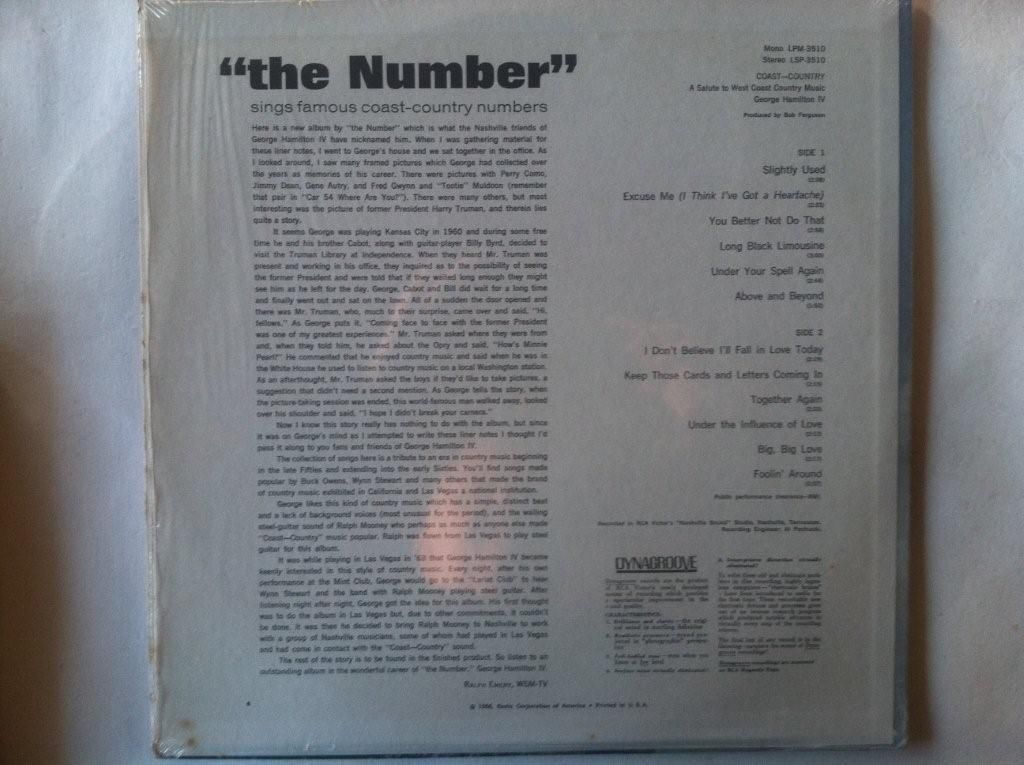 "the Number"
sings famous coast-country numbers
Here is a new album by "the Number" which is what the Nashville friends of
George Hamilton IV have nicknamed him. When I was gathering material for
these liner notes, I went to George's house and we sat together in the office. As
I looked around, I saw many framed pictures which George had collected over
the years as memories of his career. There were pictures with Perry Como,
Jimmy Dean, Gene Autry, and Fred Gwynn and "Tootie" Muldoon (remember
that pair in "Car 54 Where Are You?"). There were many others, but most
interesting was the picture of former President Harry Truman, and therein lies
quite a story.
It seems George was playing Kansas City in 1960 and during some free
time he and his brother Cabot, along with guitar-player Billy Byrd, decided to
visit the Truman Library at Independence. When they heard Mr. Truman was
present and working in his office, they inquired as to the possibility of seeing
the former President and were told that if they waited long enough they might
see him as he left for the day. George, Cabot and Bill did wait for a long time
and finally went out and sat on the lawn. All of a sudden the door opened and
there was Mr. Truman, who, much to their surprise, came over and said, "Hi,
fellows." As George puts it, "Coming face to face with the former President
was one of my greatest experiences." Mr. Truman asked where they were from
and, when they told him, he asked about the Opry and said, "How's Minnie
Pearl?" He commented that he enjoyed country music and said when he was in
the White House he used to listen to country music on a local Washington station.
As an afterthought, Mr. Truman asked the boys if they'd like to take pictures, a
suggestion that didn't need a second mention. As George tells the story, when
the picture-taking session was ended, this world-famous man walked away, looked
over his shoulder and said, "I hope I didn't break your camera."
Now I know this story really has nothing to do with the album, but since
it was on George's mind as I attempted to write these liner notes I thought I'd
pass it along to you fans and friends of George Hamilton IV.
The collection of songs here is a tribute to an era in country music beginning
in the late Fifties and extending into the early Sixties. You'll find songs made
popular by Buck Owens, Wynn Stewart and many others that made the brand
of country music exhibited in California and Las Vegas a national institution.
George likes this kind of country music which has a simple, distinct beat
and a lack of background voices (most unusual for the period), and the wailing
steel-guitar sound of Ralph Mooney who perhaps as much as anyone else made
"Coast—Country" music popular. Ralph was flown from Las Vegas to play steel
guitar for this album.
It was while playing in Las Vegas in '63 that George Hamilton IV became
keenly interested in this style of country music. Every night, after his own
performance at the Mint Club, George would go to the "Lariat Club" to hear
Wynn Stewart and the band with Ralph Mooney playing steel guitar. After
listening night after night, George got the idea for this album. His first thought
was to do the album in Las Vegas but, due to other commitments, it couldn't
be done. It was then he decided to bring Ralph Mooney to Nashville to work
with a group of Nashville musicians, some of whom had played in Las Vegas
and had come in contact with the "Coast—Country" sound.
The rest of the story is to be found in the finished product. So listen to an
outstanding album in the wonderful career of "the Number," George Hamilton IV.
RALPH EMERY, WSM-TV
© 1966, Radio Corporation of America • Printed in U.S.A.
Mono LPM-3510
Stereo LSP-3510
COAST—COUNTRY
A Salute to West Coast Country Music
George Hamilton IV
Produced by Bob Ferguson
SIDE 1
Slightly Used
Excuse Me (I Think I've Got a Heartache)
You Better Not Do That
Long Black Limousine
Under Your Spell Again
Above and Beyond
SIDE 2
I Don't Believe I'll Fall in Love Today
Keep Those Cards and Letters Coming In
Together Again
Under the Influence of Love
Big, Big Love
Foolin' Around
Public performance clearance—BMI.
Recorded in RCA Victor's "Nashville Sound" Studio, Nashville, Tennessee.
Recording Engineer: Al Pachucki.
DYNAGROOVE